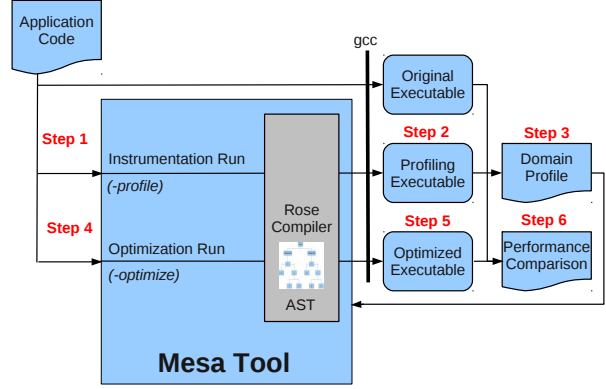 Application
Code
gcc
Original
Executable
Step 1
Step 2
Step 3
Instrumentation Run
(-profile)
Profiling
Executable
Domain
Profile
Step 4
Step 5
Step 6
Rose
Compiler
Optimization Run
(-optimize)
Optimized
Executable
Performance
Comparison
AST
Mesa Tool